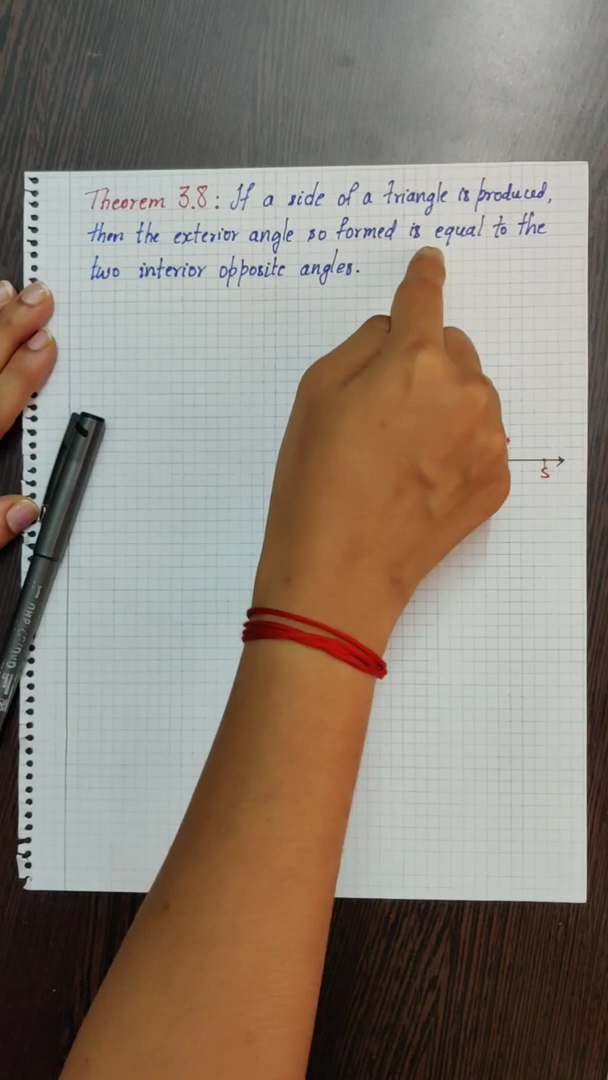 Theorem 3.8: If a side of a triangle is produced,
then the exterior angle so formed is equal to the
two interior opposite angles.
S